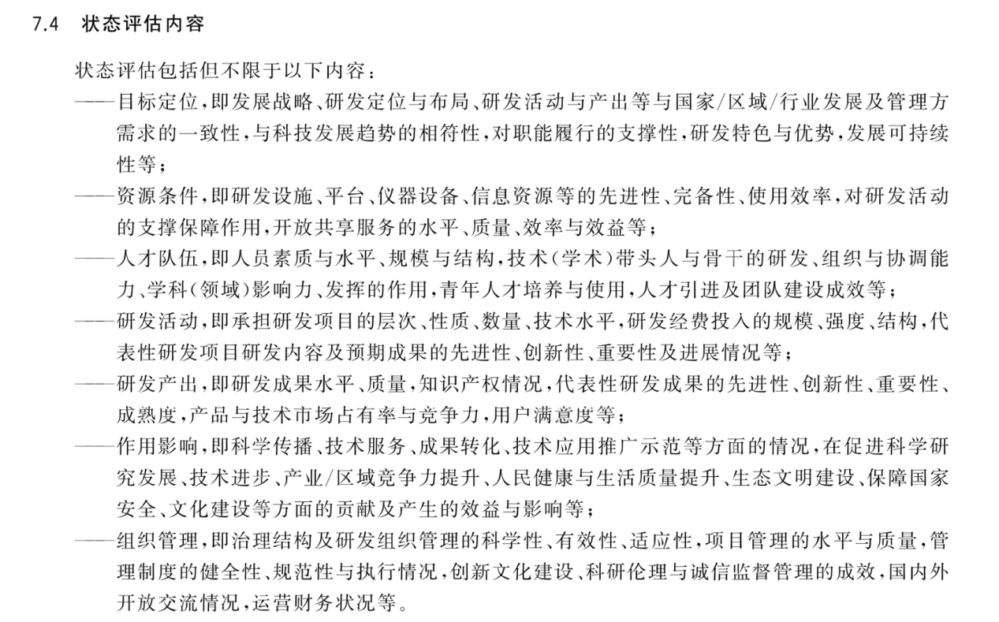 7.4 状态评估内容
状态评估包括但不限于以下内容：
——目标定位，即发展战略、研发定位与布局、研发活动与产出等与国家/区域/行业发展及管理方
需求的一致性，与科技发展趋势的相符性，对职能履行的支撑性，研发特色与优势，发展可持续
性等；
——资源条件，即研发设施、平台、仪器设备、信息资源等的先进性、完备性、使用效率，对研发活动
的支撑保障作用，开放共享服务的水平、质量、效率与效益等；
——人才队伍，即人员素质与水平、规模与结构，技术（学术）带头人与骨干的研发、组织与协调能
力、学科（领域）影响力、发挥的作用，青年人才培养与使用，人才引进及团队建设成效等；
——研发活动，即承担研发项目的层次、性质、数量、技术水平，研发经费投入的规模、强度、结构，代
表性研发项目研发内容及预期成果的先进性、创新性、重要性及进展情况等；
——研发产出，即研发成果水平、质量，知识产权情况，代表性研发成果的先进性、创新性、重要性、
成熟度，产品与技术市场占有率与竞争力，用户满意度等；
——作用影响，即科学传播、技术服务、成果转化、技术应用推广示范等方面的情况，在促进科学研
究发展、技术进步、产业/区域竞争力提升、人民健康与生活质量提升、生态文明建设、保障国家
安全、文化建设等方面的贡献及产生的效益与影响等；
——组织管理，即治理结构及研发组织管理的科学性、有效性、适应性，项目管理的水平与质量，管
理制度的健全性、规范性与执行情况，创新文化建设、科研伦理与诚信监督管理的成效，国内外
开放交流情况，运营财务状况等。